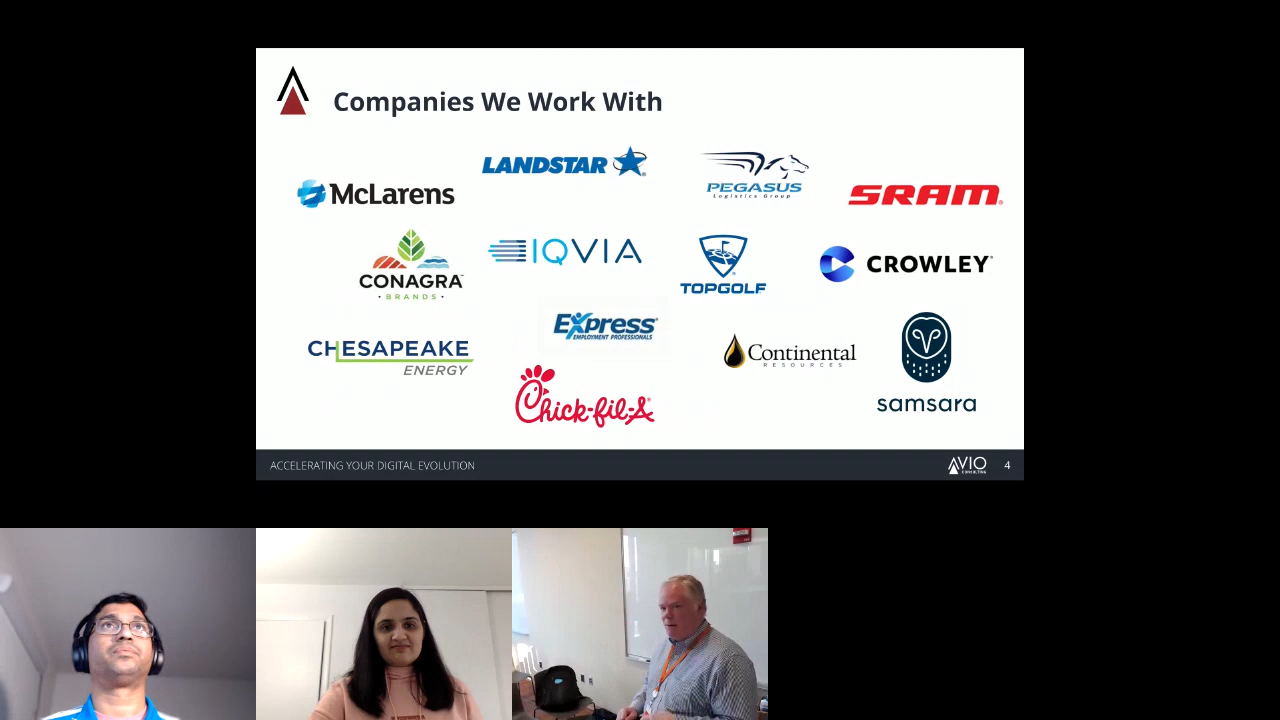 Companies We Work With
LANDSTAR
PEGASUS
Logistics Group
McLarens
SRAM
CONAGRA
BRANDS
IQVIA
TOPGOLF
CROWLEY
Express
EMPLOYMENT PROFESSIONALS
CHESAPEAKE
ENERGY
Continental
RESOURCES
Chick-fil-A
samsara
ACCELERATING YOUR DIGITAL EVOLUTION
AVIO
CONSULTING
4